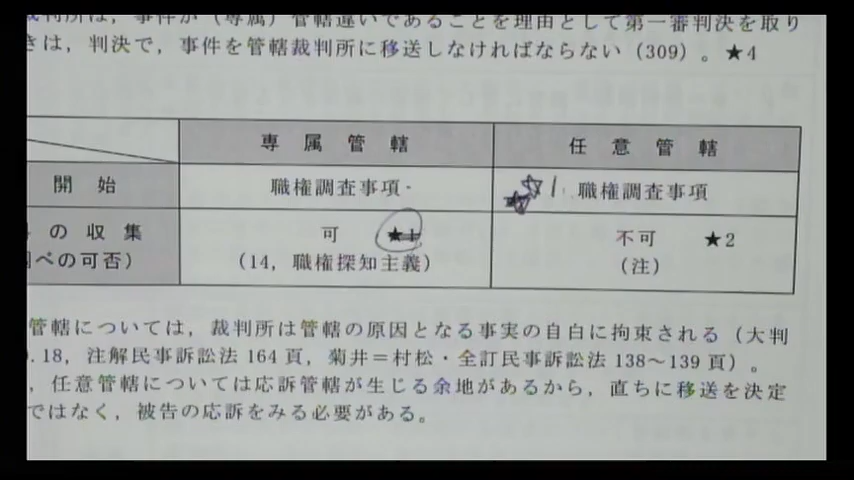 判所は，事件が（専属）管轄違いであることを理由として第一審判決を取り
きは，判決で，事件を管轄裁判所に移送しなければならない（309）。★4
専属管轄 任意管轄
開始 職権調査事項 職権調査事項
の収集 可 ★1 不可 ★2
べの可否） （14，職権探知主義） （注）
管轄については，裁判所は管轄の原因となる事実の自白に拘束される（大判
.18，注解民事訴訟法164頁，菊井＝村松・全訂民事訴訟法138～139頁）。
，任意管轄については応訴管轄が生じる余地があるから，直ちに移送を決定
ではなく，被告の応訴をみる必要がある。